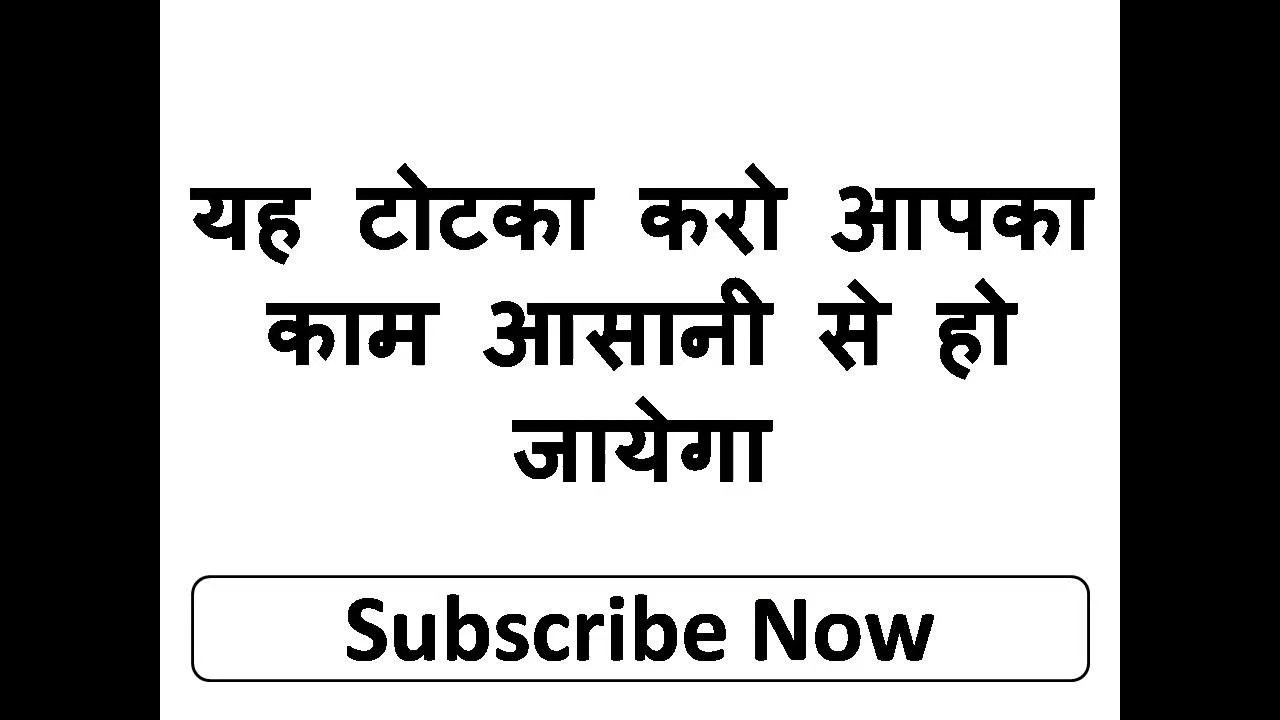 यह टोटका करो आपका
काम आसानी से हो
जायेगा
Subscribe Now